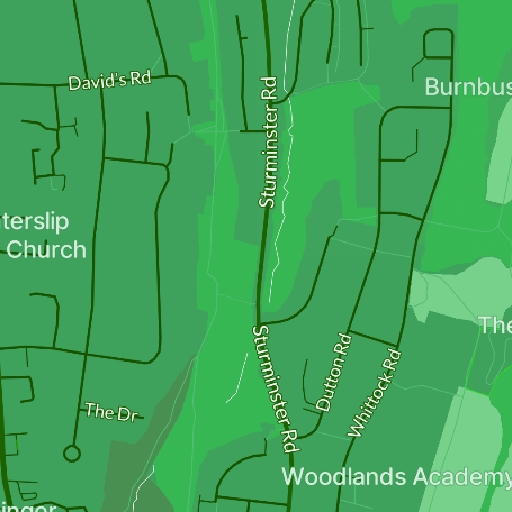 David's Rd
Burnbus
Sturminster Rd
terslip
Church
The
Sturminster Rd
Dutton Rd
Whittock Rd
The Dr
Woodlands Academy
inger